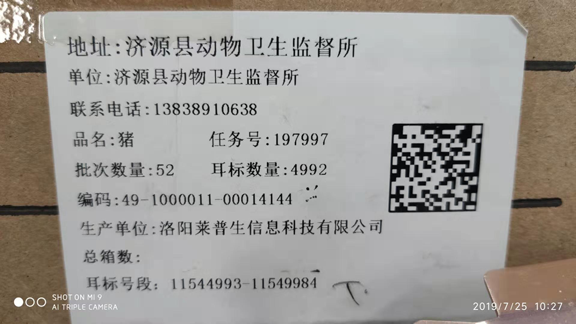 地址:济源县动物卫生监督所
单位:济源县动物卫生监督所
联系电话:13838910638
品名:猪 任务号:197997
批次数量:52 耳标数量:4992
编码:49-1000011-00014144
生产单位:洛阳莱普生信息科技有限公司
总箱数:
耳标号段:11544993-11549984
SHOT ON MI 9
AI TRIPLE CAMERA
2019/7/25 10:27